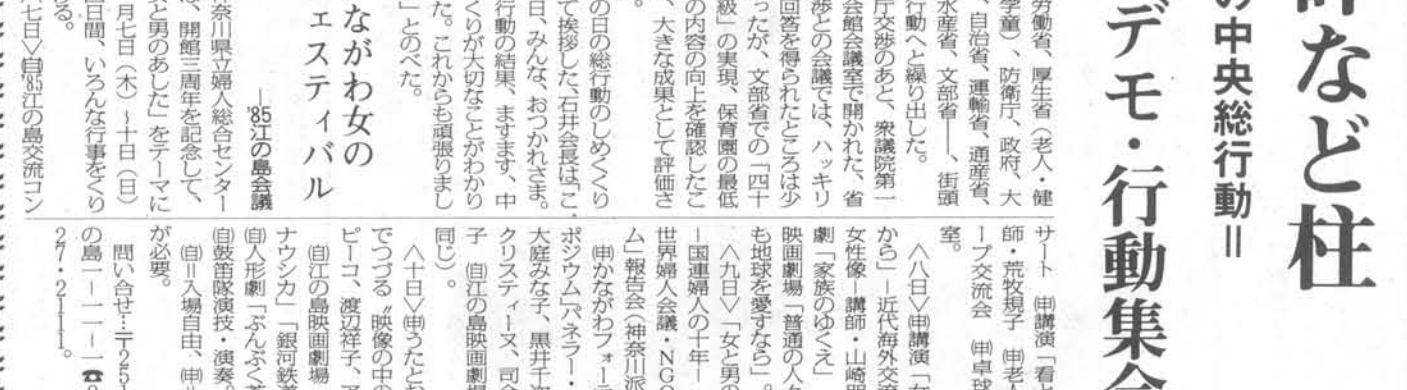 など柱
中央総行動＝
デモ・行動集会
労働省、厚生省（老人・健
学童）、防衛庁、政府、大
、自治省、運輸省、通産省、
水産省、文部省――、街頭
行動へと繰り出した。
庁交渉のあと、衆議院第一
会館会議室で開かれた、省
渉との会議では、ハッキリ
回答を得られたところは少
ったが、文部省での「四十
級」の実現、保育園の最低
の内容の向上を確認したこ
、大きな成果として評価さ
。
の日の総行動のしめくくり
て挨拶した、石井会長は「こ
日、みんな、おつかれさま。
行動の結果、ますます、中
くりが大切なことがわかり
た。これからも頑張りまし
」とのべた。
ながわ女の
ェスティバル
―'85江の島会議
神奈川県立婦人総合センター
、開館三周年を記念して、
と男のあした」をテーマに
月七日（木）～十日（日）
日間、いろんな行事をくり
る。
七日▽㊐'85江の島交流コン
サート ㊒講演「看と
師・荒牧規子 ㊒老人
ープ交流会 ㊒卓球
室。
〈八日▽㊒講演「女
から」―近代海外交流
女性像―講師・山崎朋
劇「家族のゆくえ」
映画劇場「普通の人々
も地球を愛すなら」。
〈九日▽「女と男の
―国連婦人の十年―
世界婦人会議・NGO
ム」報告会（神奈川派
㊒かながわフォーラ
ポジウム」パネラー・
大庭みな子、黒井千次
クリスティーヌ、司会
子 ㊐江の島映画劇場
同じ）。
〈十日▽㊒うたとお
でつづる〝映像の中の
ピーコ、渡辺祥子、ア
㊐江の島映画劇場
ナウシカ」「銀河鉄道
㊐人形劇「ぶんぶく茶
㊐鼓笛隊演技・演奏。
㊐＝入場自由、㊒＝
が必要。
問い合せ…〒251
の島一―一一―一☎0
27・2111。